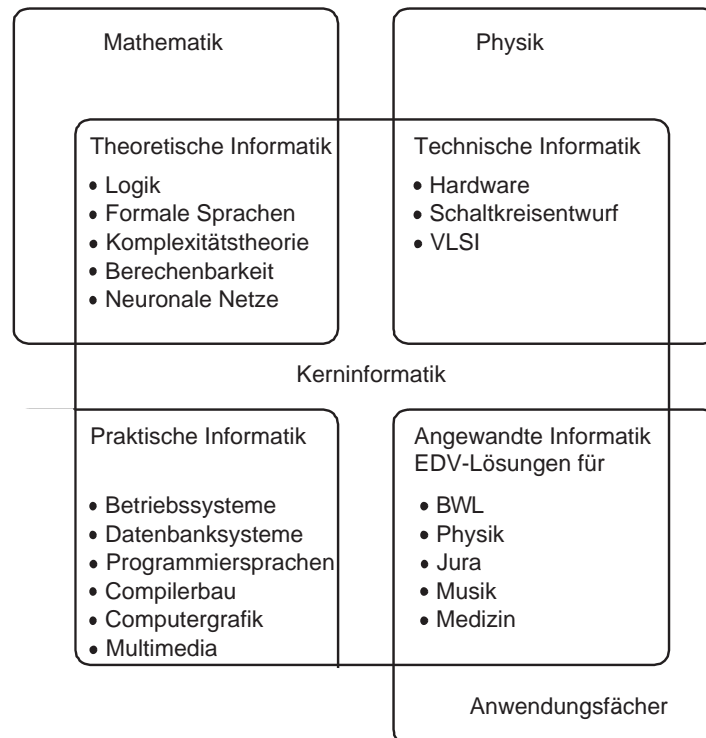 Mathematik
Physik
Theoretische Informatik
• Logik
• Formale Sprachen
• Komplexitätstheorie
• Berechenbarkeit
• Neuronale Netze
Technische Informatik
• Hardware
• Schaltkreisentwurf
• VLSI
Kerninformatik
Praktische Informatik
• Betriebssysteme
• Datenbanksysteme
• Programmiersprachen
• Compilerbau
• Computergrafik
• Multimedia
Angewandte Informatik
EDV-Lösungen für
• BWL
• Physik
• Jura
• Musik
• Medizin
Anwendungsfächer